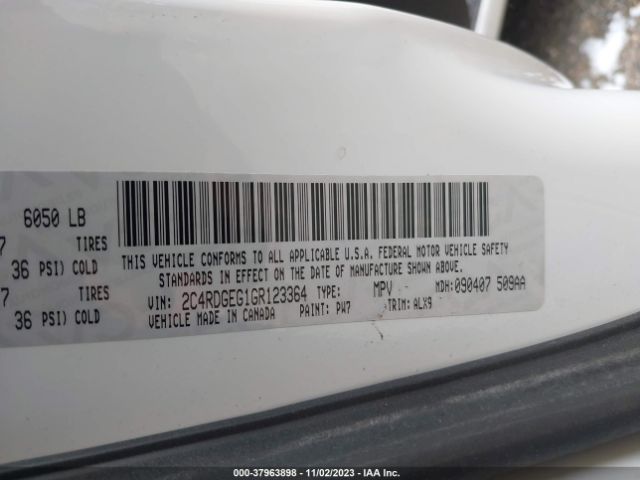 6050 LB
7 TIRES
36 PSI) COLD
7 TIRES
36 PSI) COLD
THIS VEHICLE CONFORMS TO ALL APPLICABLE U.S.A. FEDERAL MOTOR VEHICLE SAFETY
STANDARDS IN EFFECT ON THE DATE OF MANUFACTURE SHOWN ABOVE.
VIN: 2C4RDGEG1GR123364 TYPE: MPV MDH:090407 509AA
VEHICLE MADE IN CANADA PAINT: PW7 TRIM: ALX9
000-37963898 - 11/02/2023 - IAA Inc.